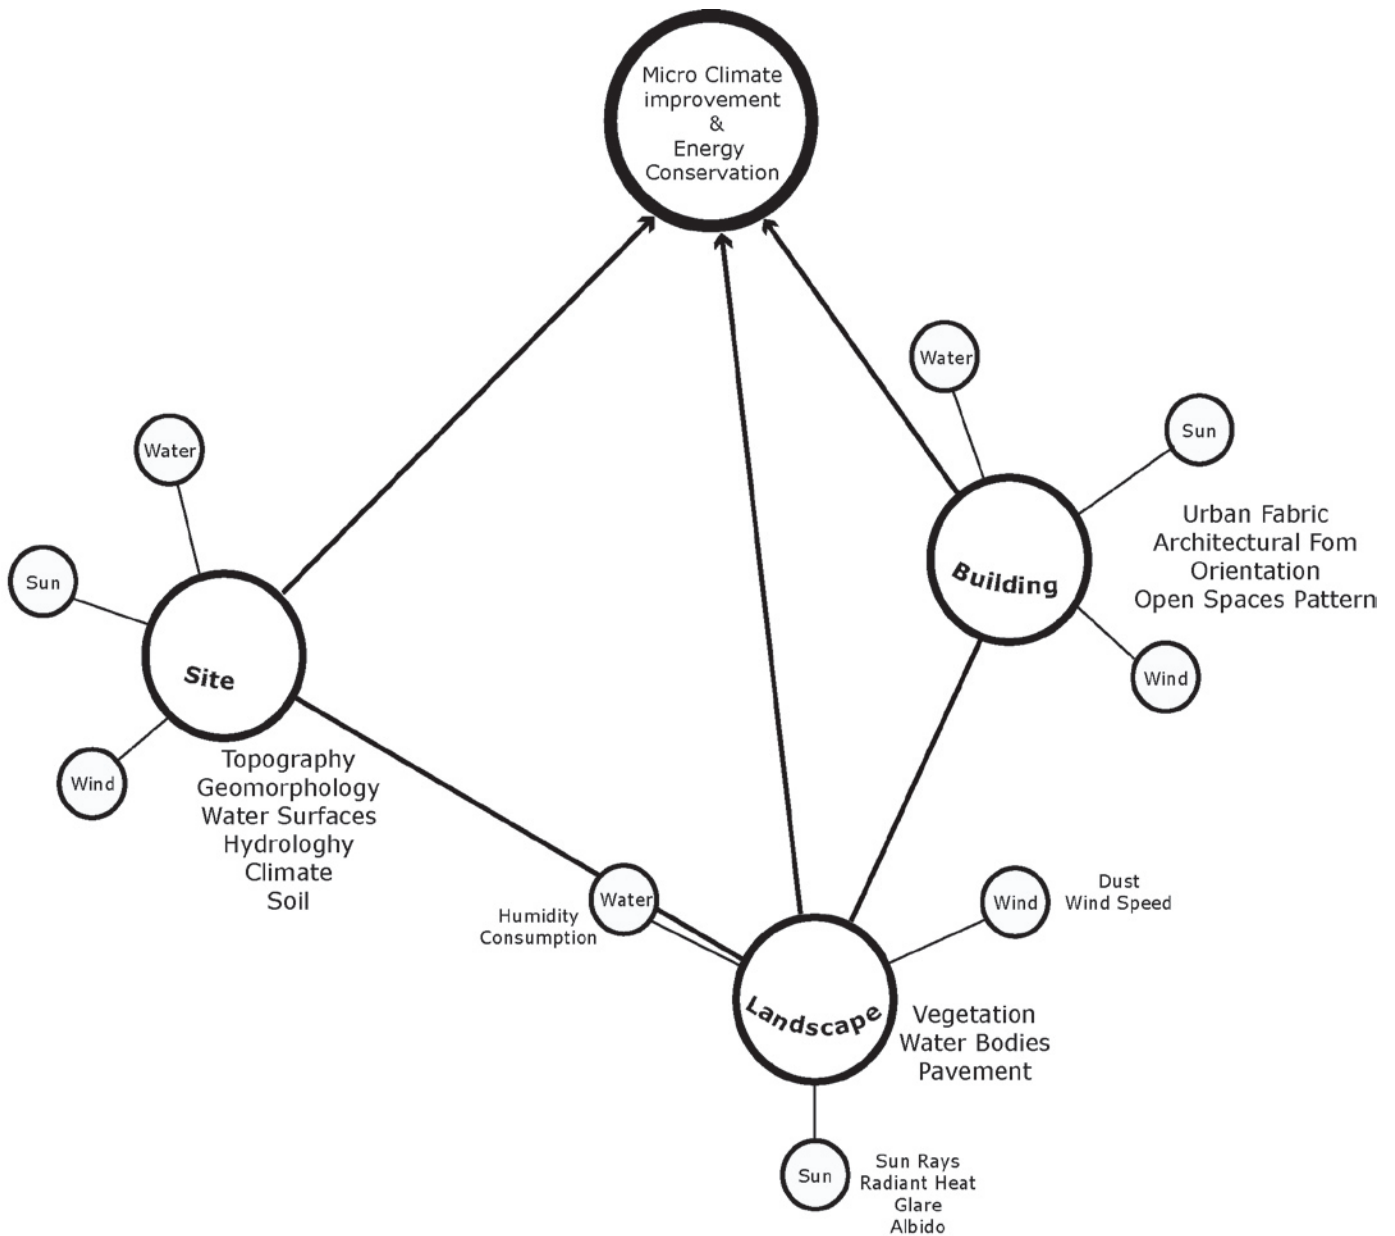 Micro Climate
improvement
&
Energy
Conservation
Water
Sun
Urban Fabric
Architectural Fom
Orientation
Open Spaces Pattern
Building
Wind
Water
Sun
Site
Wind
Topography
Geomorphology
Water Surfaces
Hydrologhy
Climate
Soil
Water
Humidity
Consumption
Wind
Dust
Wind Speed
Landscape
Vegetation
Water Bodies
Pavement
Sun
Sun Rays
Radiant Heat
Glare
Albido